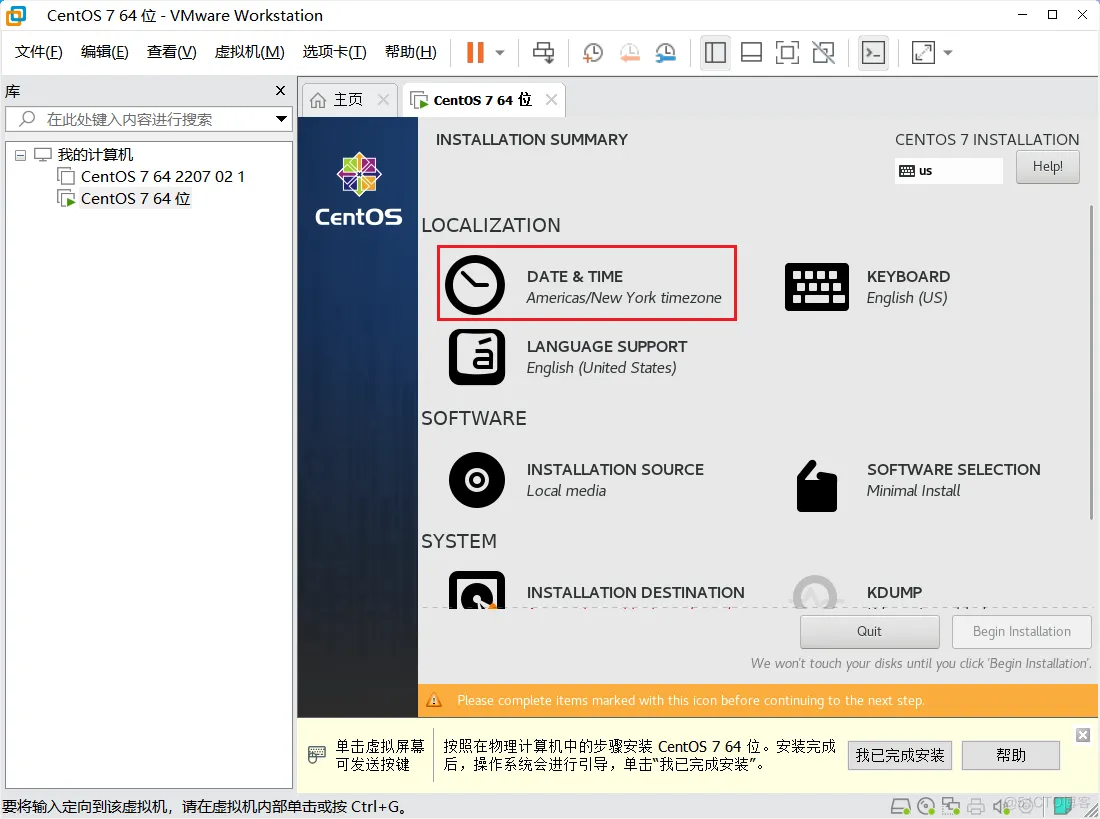 CentOS 7 64 位 - VMware Workstation
文件(F) 编辑(E) 查看(V) 虚拟机(M) 选项卡(T) 帮助(H)
库
在此处键入内容进行搜索
我的计算机
CentOS 7 64 2207 02 1
CentOS 7 64 位
主页 CentOS 7 64 位
CentOS
INSTALLATION SUMMARY
CENTOS 7 INSTALLATION
us
Help!
LOCALIZATION
DATE & TIME
Americas/New York timezone
KEYBOARD
English (US)
LANGUAGE SUPPORT
English (United States)
SOFTWARE
INSTALLATION SOURCE
Local media
SOFTWARE SELECTION
Minimal Install
SYSTEM
INSTALLATION DESTINATION
KDUMP
Quit
Begin Installation
We won't touch your disks until you click 'Begin Installation'.
Please complete items marked with this icon before continuing to the next step.
单击虚拟屏幕
可发送按键
按照在物理计算机中的步骤安装 CentOS 7 64 位。安装完成
后，操作系统会进行引导，单击“我已完成安装”。
我已完成安装
帮助
要将输入定向到该虚拟机，请在虚拟机内部单击或按 Ctrl+G。
@51CTO博客